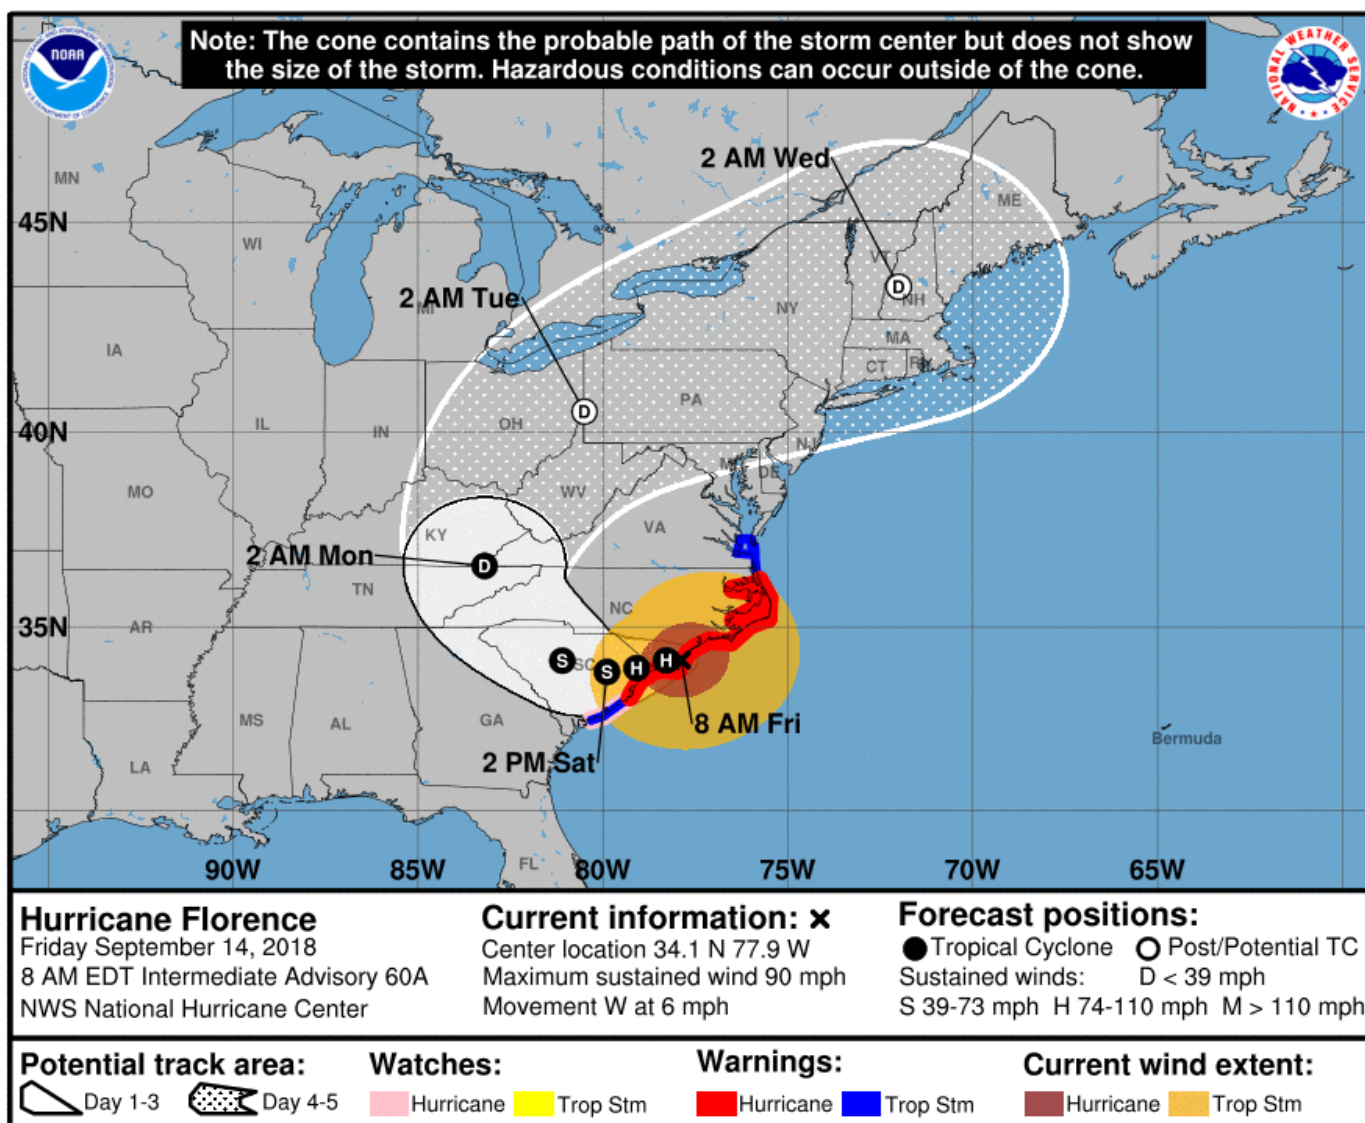 Note: The cone contains the probable path of the storm center but does not show
the size of the storm. Hazardous conditions can occur outside of the cone.
NOAA
NATIONAL WEATHER SERVICE
2 AM Wed
MN
ME
45N
WI
2 AM Tue
MI
D
NH
NY
IA
MA
CT
D
PA
OH
IL
IN
40N
NJ
DE
MO
WV
VA
KY
2 AM Mon
D
TN
NC
35N
AR
S
SC
S
H
H
MS
AL
GA
8 AM Fri
Bermuda
2 PM Sat
LA
FL
90W
85W
80W
75W
70W
65W
Hurricane Florence
Friday September 14, 2018
8 AM EDT Intermediate Advisory 60A
NWS National Hurricane Center
Current information: ×
Center location 34.1 N 77.9 W
Maximum sustained wind 90 mph
Movement W at 6 mph
Forecast positions:
Tropical Cyclone Post/Potential TC
Sustained winds: D < 39 mph
S 39-73 mph H 74-110 mph M > 110 mph
Potential track area:
Day 1-3 Day 4-5
Watches:
Hurricane Trop Stm
Warnings:
Hurricane Trop Stm
Current wind extent:
Hurricane Trop Stm